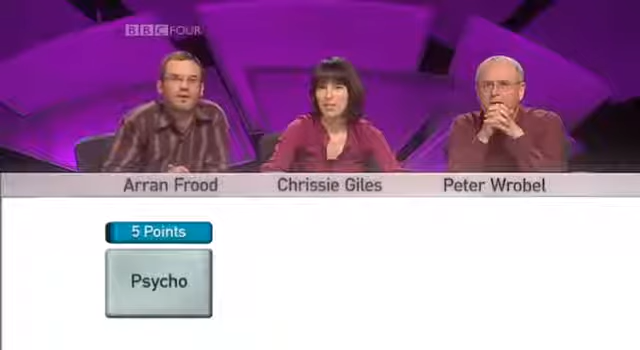 BBC FOUR
Arran Frood Chrissie Giles Peter Wrobel
5 Points
Psycho